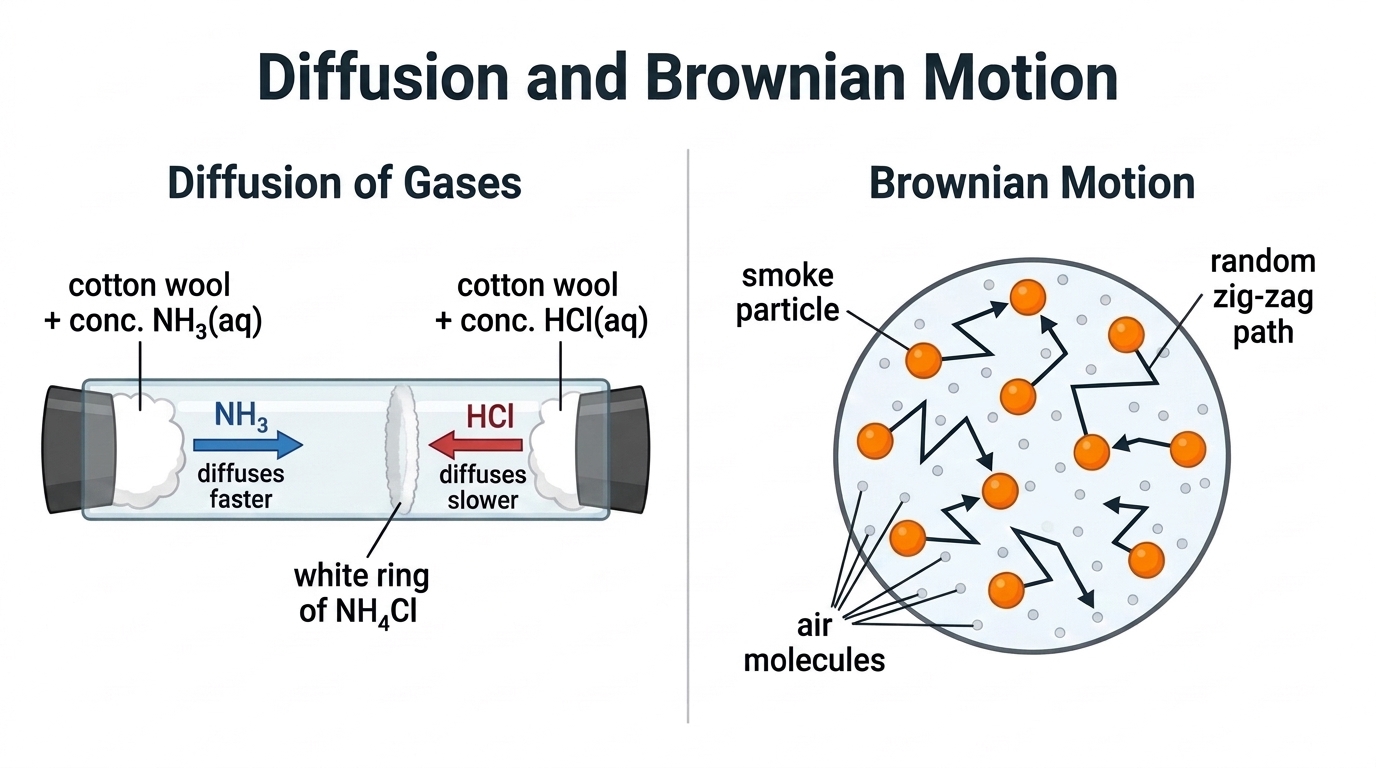 Diffusion and Brownian Motion
Diffusion of Gases
cotton wool
+ conc. NH₃(aq)
cotton wool
+ conc. HCl(aq)
NH₃
diffuses
faster
HCl
diffuses
slower
white ring
of NH₄Cl
Brownian Motion
smoke
particle
random
zig-zag
path
air
molecules